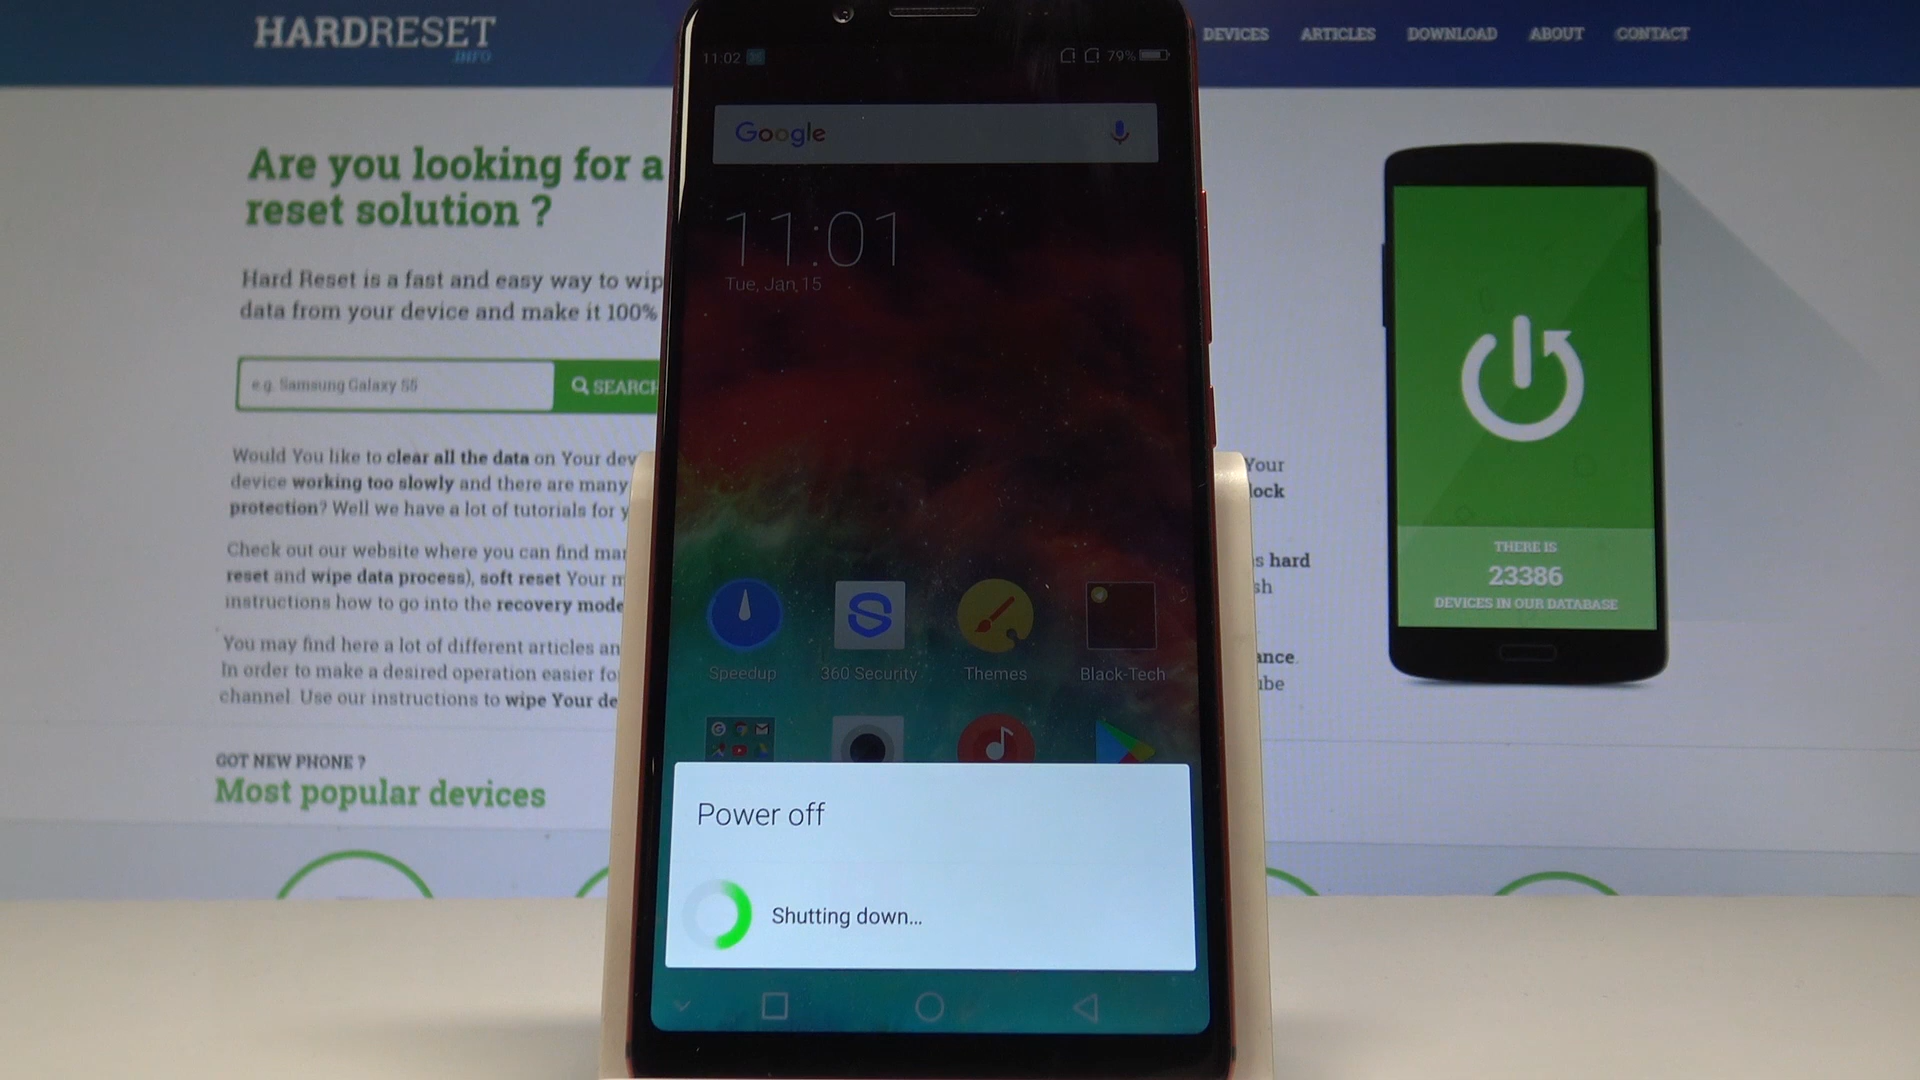 HARDRESET
.INFO
DEVICES ARTICLES DOWNLOAD ABOUT CONTACT
Are you looking for a
reset solution ?
Hard Reset is a fast and easy way to wip
data from your device and make it 100%
e.g. Samsung Galaxy S5
SEARCH
Would You like to clear all the data on Your dev
device working too slowly and there are many
protection? Well we have a lot of tutorials for y
Check out our website where you can find mar
reset and wipe data process), soft reset Your m
instructions how to go into the recovery mode
You may find here a lot of different articles an
In order to make a desired operation easier fo
channel. Use our instructions to wipe Your de
GOT NEW PHONE ?
Most popular devices
11:02
79%
Google
11:01
Tue, Jan 15
Speedup
360 Security
Themes
Black-Tech
Power off
Shutting down...
Your
lock
s hard
sh
ance.
ube
THERE IS
23386
DEVICES IN OUR DATABASE